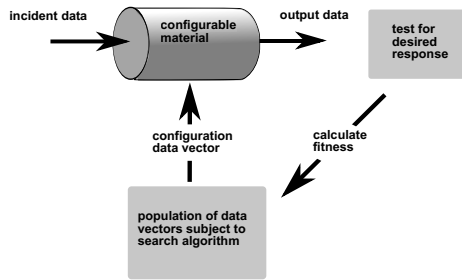 incident data
configurable
material
output data
test for
desired
response
configuration
data vector
calculate
fitness
population of data
vectors subject to
search algorithm